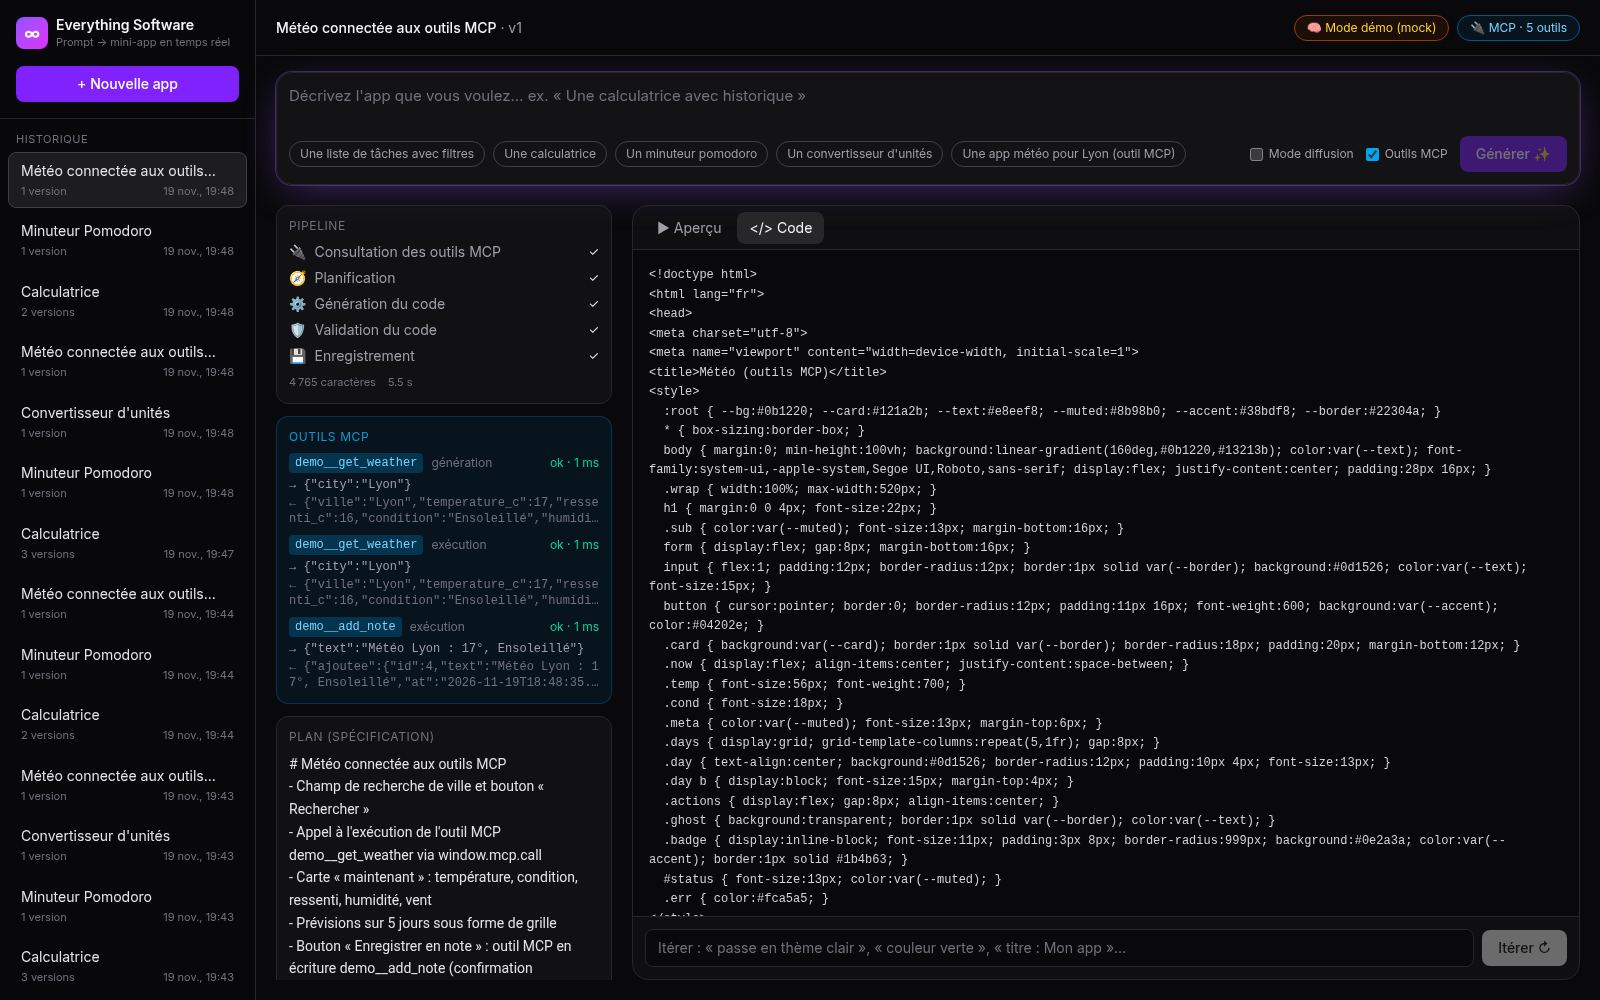 Everything Software
Prompt → mini-app en temps réel
+ Nouvelle app
HISTORIQUE
Météo connectée aux outils...
1 version 19 nov., 19:48
Minuteur Pomodoro
1 version 19 nov., 19:48
Calculatrice
2 versions 19 nov., 19:48
Météo connectée aux outils...
1 version 19 nov., 19:48
Convertisseur d'unités
1 version 19 nov., 19:48
Minuteur Pomodoro
1 version 19 nov., 19:48
Calculatrice
3 versions 19 nov., 19:47
Météo connectée aux outils...
1 version 19 nov., 19:44
Minuteur Pomodoro
1 version 19 nov., 19:44
Calculatrice
2 versions 19 nov., 19:44
Météo connectée aux outils...
1 version 19 nov., 19:43
Convertisseur d'unités
1 version 19 nov., 19:43
Minuteur Pomodoro
1 version 19 nov., 19:43
Calculatrice
3 versions 19 nov., 19:43
Météo connectée aux outils MCP · v1
🧠 Mode démo (mock)
🔌 MCP · 5 outils
Décrivez l'app que vous voulez... ex. « Une calculatrice avec historique »
Une liste de tâches avec filtres
Une calculatrice
Un minuteur pomodoro
Un convertisseur d'unités
Une app météo pour Lyon (outil MCP)
Mode diffusion
Outils MCP
Générer ✨
PIPELINE
🔌 Consultation des outils MCP ✓
🧭 Planification ✓
⚙️ Génération du code ✓
🛡️ Validation du code ✓
💾 Enregistrement ✓
4 765 caractères 5.5 s
OUTILS MCP
demo__get_weather génération ok · 1 ms
→ {"city":"Lyon"}
← {"ville":"Lyon","temperature_c":17,"resse
nti_c":16,"condition":"Ensoleillé","humidi…
demo__get_weather exécution ok · 1 ms
→ {"city":"Lyon"}
← {"ville":"Lyon","temperature_c":17,"resse
nti_c":16,"condition":"Ensoleillé","humidi…
demo__add_note exécution ok · 1 ms
→ {"text":"Météo Lyon : 17°, Ensoleillé"}
← {"ajoutee":{"id":4,"text":"Météo Lyon : 1
7°, Ensoleillé","at":"2026-11-19T18:48:35.…
PLAN (SPÉCIFICATION)
# Météo connectée aux outils MCP
- Champ de recherche de ville et bouton «
Rechercher »
- Appel à l'exécution de l'outil MCP
demo__get_weather via window.mcp.call
- Carte « maintenant » : température, condition,
ressenti, humidité, vent
- Prévisions sur 5 jours sous forme de grille
- Bouton « Enregistrer en note » : outil MCP en
écriture demo__add_note (confirmation
▶ Aperçu
</> Code
<!doctype html>
<html lang="fr">
<head>
<meta charset="utf-8">
<meta name="viewport" content="width=device-width, initial-scale=1">
<title>Météo (outils MCP)</title>
<style>
:root { --bg:#0b1220; --card:#121a2b; --text:#e8eef8; --muted:#8b98b0; --accent:#38bdf8; --border:#22304a; }
* { box-sizing:border-box; }
body { margin:0; min-height:100vh; background:linear-gradient(160deg,#0b1220,#13213b); color:var(--text); font-
family:system-ui,-apple-system,Segoe UI,Roboto,sans-serif; display:flex; justify-content:center; padding:28px 16px; }
.wrap { width:100%; max-width:520px; }
h1 { margin:0 0 4px; font-size:22px; }
.sub { color:var(--muted); font-size:13px; margin-bottom:16px; }
form { display:flex; gap:8px; margin-bottom:16px; }
input { flex:1; padding:12px; border-radius:12px; border:1px solid var(--border); background:#0d1526; color:var(--text);
font-size:15px; }
button { cursor:pointer; border:0; border-radius:12px; padding:11px 16px; font-weight:600; background:var(--accent);
color:#04202e; }
.card { background:var(--card); border:1px solid var(--border); border-radius:18px; padding:20px; margin-bottom:12px; }
.now { display:flex; align-items:center; justify-content:space-between; }
.temp { font-size:56px; font-weight:700; }
.cond { font-size:18px; }
.meta { color:var(--muted); font-size:13px; margin-top:6px; }
.days { display:grid; grid-template-columns:repeat(5,1fr); gap:8px; }
.day { text-align:center; background:#0d1526; border-radius:12px; padding:10px 4px; font-size:13px; }
.day b { display:block; font-size:15px; margin-top:4px; }
.actions { display:flex; gap:8px; align-items:center; }
.ghost { background:transparent; border:1px solid var(--border); color:var(--text); }
.badge { display:inline-block; font-size:11px; padding:3px 8px; border-radius:999px; background:#0e2a3a; color:var(--
accent); border:1px solid #1b4b63; }
#status { font-size:13px; color:var(--muted); }
.err { color:#fca5a5; }
</style>
Itérer : « passe en thème clair », « couleur verte », « titre : Mon app »...
Itérer ↻